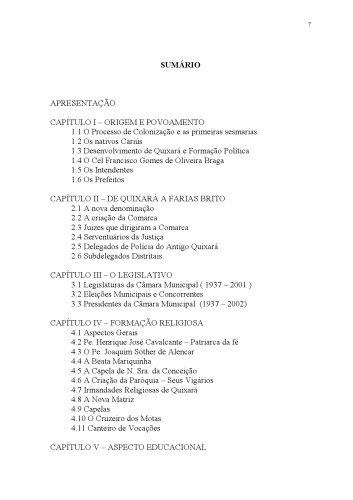 7
SUMÁRIO
APRESENTAÇÃO
CAPÍTULO I – ORIGEM E POVOAMENTO
1.1 O Processo de Colonização e as primeiras sesmarias
1.2 Os nativos Cariús
1.3 Desenvolvimento de Quixará e Formação Política
1.4 O Cel Francisco Gomes de Oliveira Braga
1.5 Os Intendentes
1.6 Os Prefeitos
CAPÍTULO II – DE QUIXARÁ A FARIAS BRITO
2.1 A nova denominação
2.2 A criação da Comarca
2.3 Juizes que dirigiram a Comarca
2.4 Serventuários da Justiça
2.5 Delegados de Polícia do Antigo Quixará
2.6 Subdelegados Distritais
CAPÍTULO III – O LEGISLATIVO
3.1 Legislaturas da Câmara Municipal ( 1937 – 2001 )
3.2 Eleições Municipais e Concorrentes
3.3 Presidentes da Câmara Municipal (1937 – 2002)
CAPÍTULO IV – FORMAÇÃO RELIGIOSA
4.1 Aspectos Gerais
4.2 Pe. Henrique José Cavalcante – Patriarca da fé
4.3 O Pe. Joaquim Sóther de Alencar
4.4 A Beata Mariquinha
4.5 A Capela de N. Sra. da Conceição
4.6 A Criação da Paróquia – Seus Vigários
4.7 Irmandades Religiosas de Quixará
4.8 A Nova Matriz
4.9 Capelas
4.10 O Cruzeiro dos Motas
4.11 Canteiro de Vocações
CAPÍTULO V – ASPECTO EDUCACIONAL